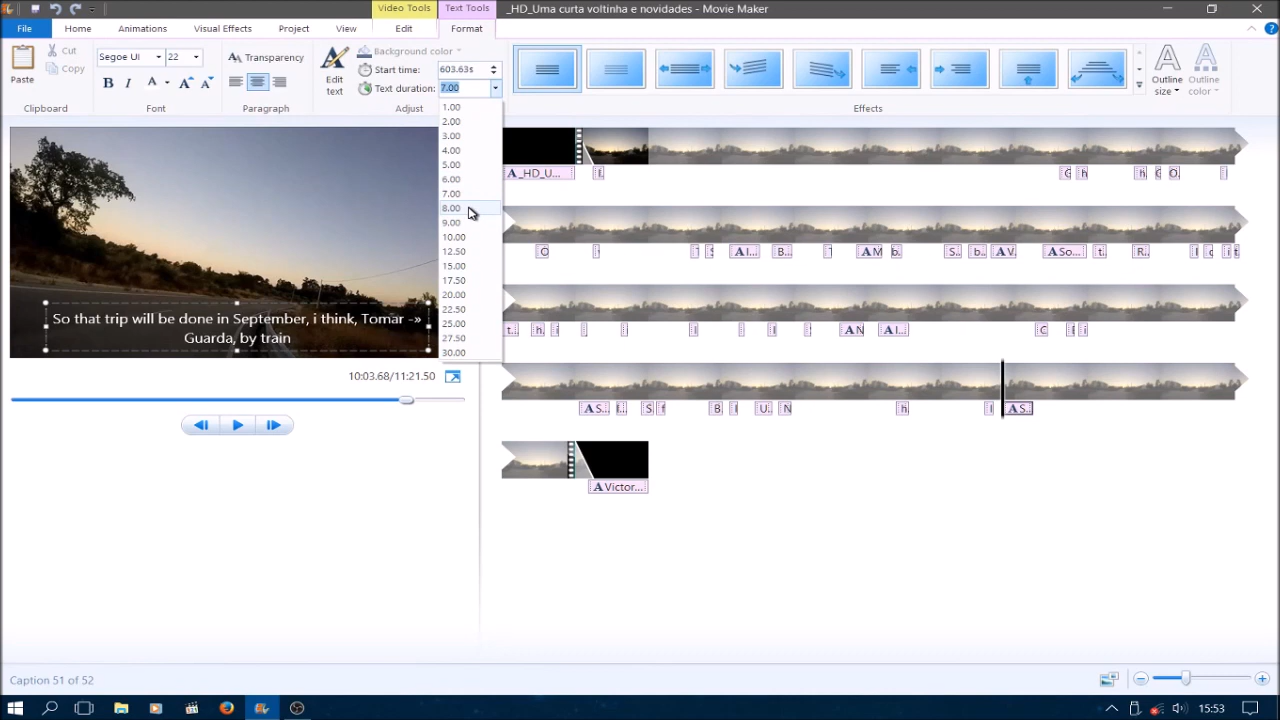 Video Tools
Text Tools
_HD_Uma curta voltinha e novidades - Movie Maker
File
Home
Animations
Visual Effects
Project
View
Edit
Format
Paste
Cut
Copy
Clipboard
Segoe UI
22
Font
Transparency
Paragraph
Edit text
Background color
Start time: 603.63s
Text duration: 7.00
Adjust
Effects
Outline size
Outline color
1.00
2.00
3.00
4.00
5.00
6.00
7.00
8.00
9.00
10.00
12.50
15.00
17.50
20.00
22.50
25.00
27.50
30.00
So that trip will be done in September, i think, Tomar -»
Guarda, by train
10:03.68/11:21.50
_HD_U...
So...
Victor...
Caption 51 of 52
15:53